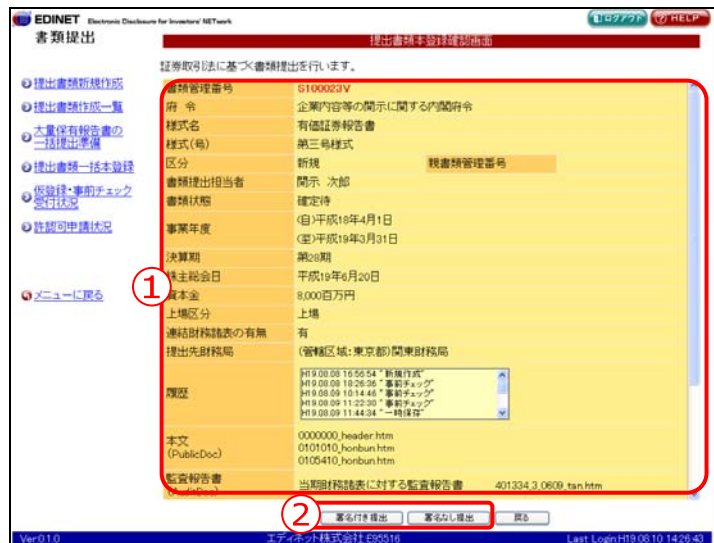 EDINET Electronic Disclosure for Investors' NETwork
ログアウト HELP
書類提出
提出書類本登録確認画面
証券取引法に基づく書類提出を行います。
提出書類新規作成
提出書類作成一覧
大量保有報告書の
一括提出準備
提出書類一括本登録
仮登録・事前チェック
受付状況
許認可申請状況
メニューに戻る
①
書類管理番号 S100023V
府 令 企業内容等の開示に関する内閣府令
様式名 有価証券報告書
様式(号) 第三号様式
区分 新規 親書類管理番号
書類提出担当者 開示 次郎
書類状態 確定待
事業年度 (自)平成18年4月1日
(至)平成19年3月31日
決算期 第28期
株主総会日 平成19年6月20日
資本金 8,000百万円
上場区分 上場
連結財務諸表の有無 有
提出先財務局 (管轄区域:東京都)関東財務局
履歴
H19.08.08 16:56:54 "新規作成"
H19.08.08 18:26:36 "事前チェック"
H19.08.09 10:14:46 "事前チェック"
H19.08.09 11:22:30 "事前チェック"
H19.08.09 11:44:34 "一時保存"
本文
(PublicDoc)
0000000_header.htm
0101010_honbun.htm
0105410_honbun.htm
監査報告書
(AuditDoc)
当期財務諸表に対する監査報告書 401334_3_0609_tan.htm
②
署名付き提出 署名なし提出 戻る
Ver.0.1.0 エディネット株式会社:E95516 Last Login:H19.08.10 14:26:43